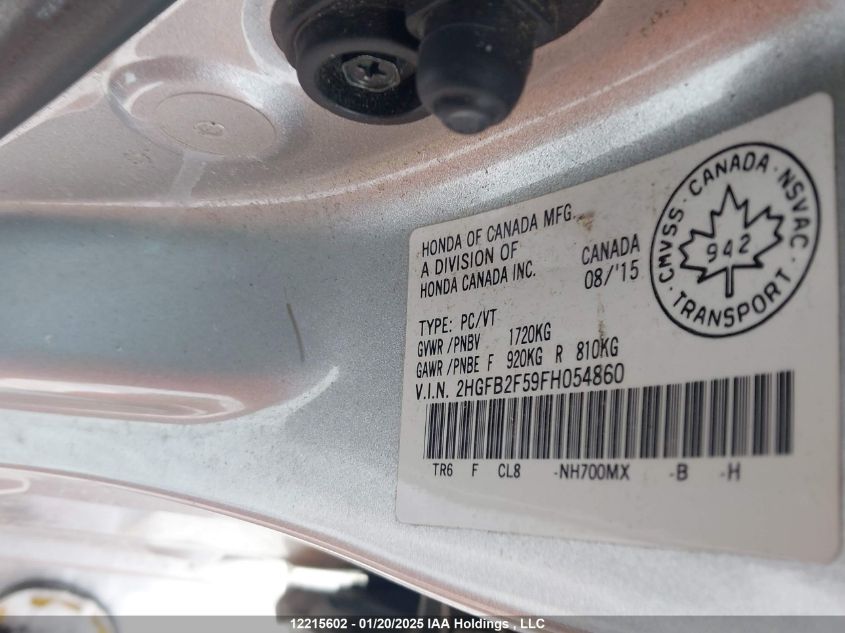 HONDA OF CANADA MFG.
A DIVISION OF
HONDA CANADA INC.
CANADA
08/'15
CMVSS · CANADA · NSVAC
942
· TRANSPORT ·
TYPE: PC/VT
GVWR/PNBV 1720KG
GAWR/PNBE F 920KG R 810KG
V.I.N. 2HGFB2F59FH054860
TR6 F CL8 -NH700MX -B -H
12215602 - 01/20/2025 IAA Holdings , LLC